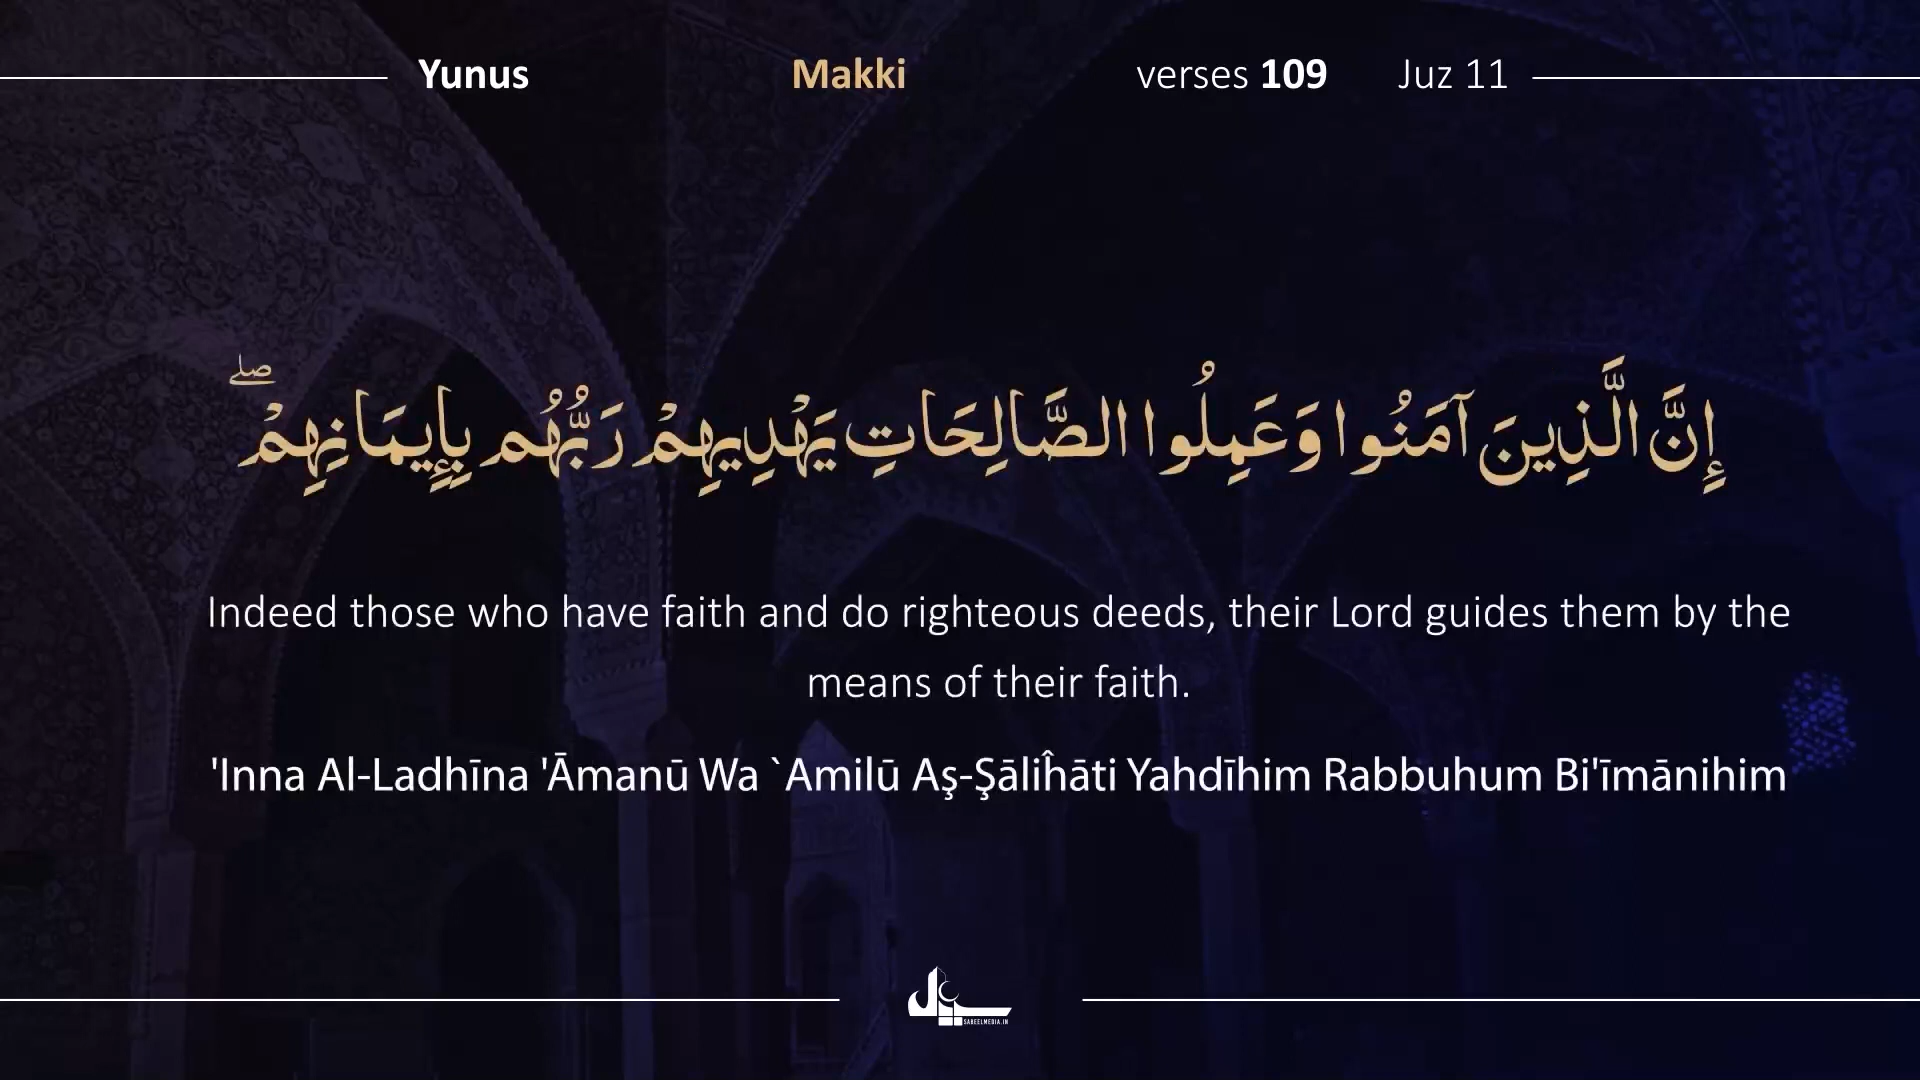 Yunus Makki verses 109 Juz 11
إِنَّ الَّذِينَ آمَنُوا وَعَمِلُوا الصَّالِحَاتِ يَهْدِيهِمْ رَبُّهُم بِإِيمَانِهِمْ ۖ
Indeed those who have faith and do righteous deeds, their Lord guides them by the
means of their faith.
'Inna Al-Ladhīna 'Āmanū Wa `Amilū Aş-Şāliĥāti Yahdīhim Rabbuhum Bi'īmānihim
SABEELMEDIA.IN